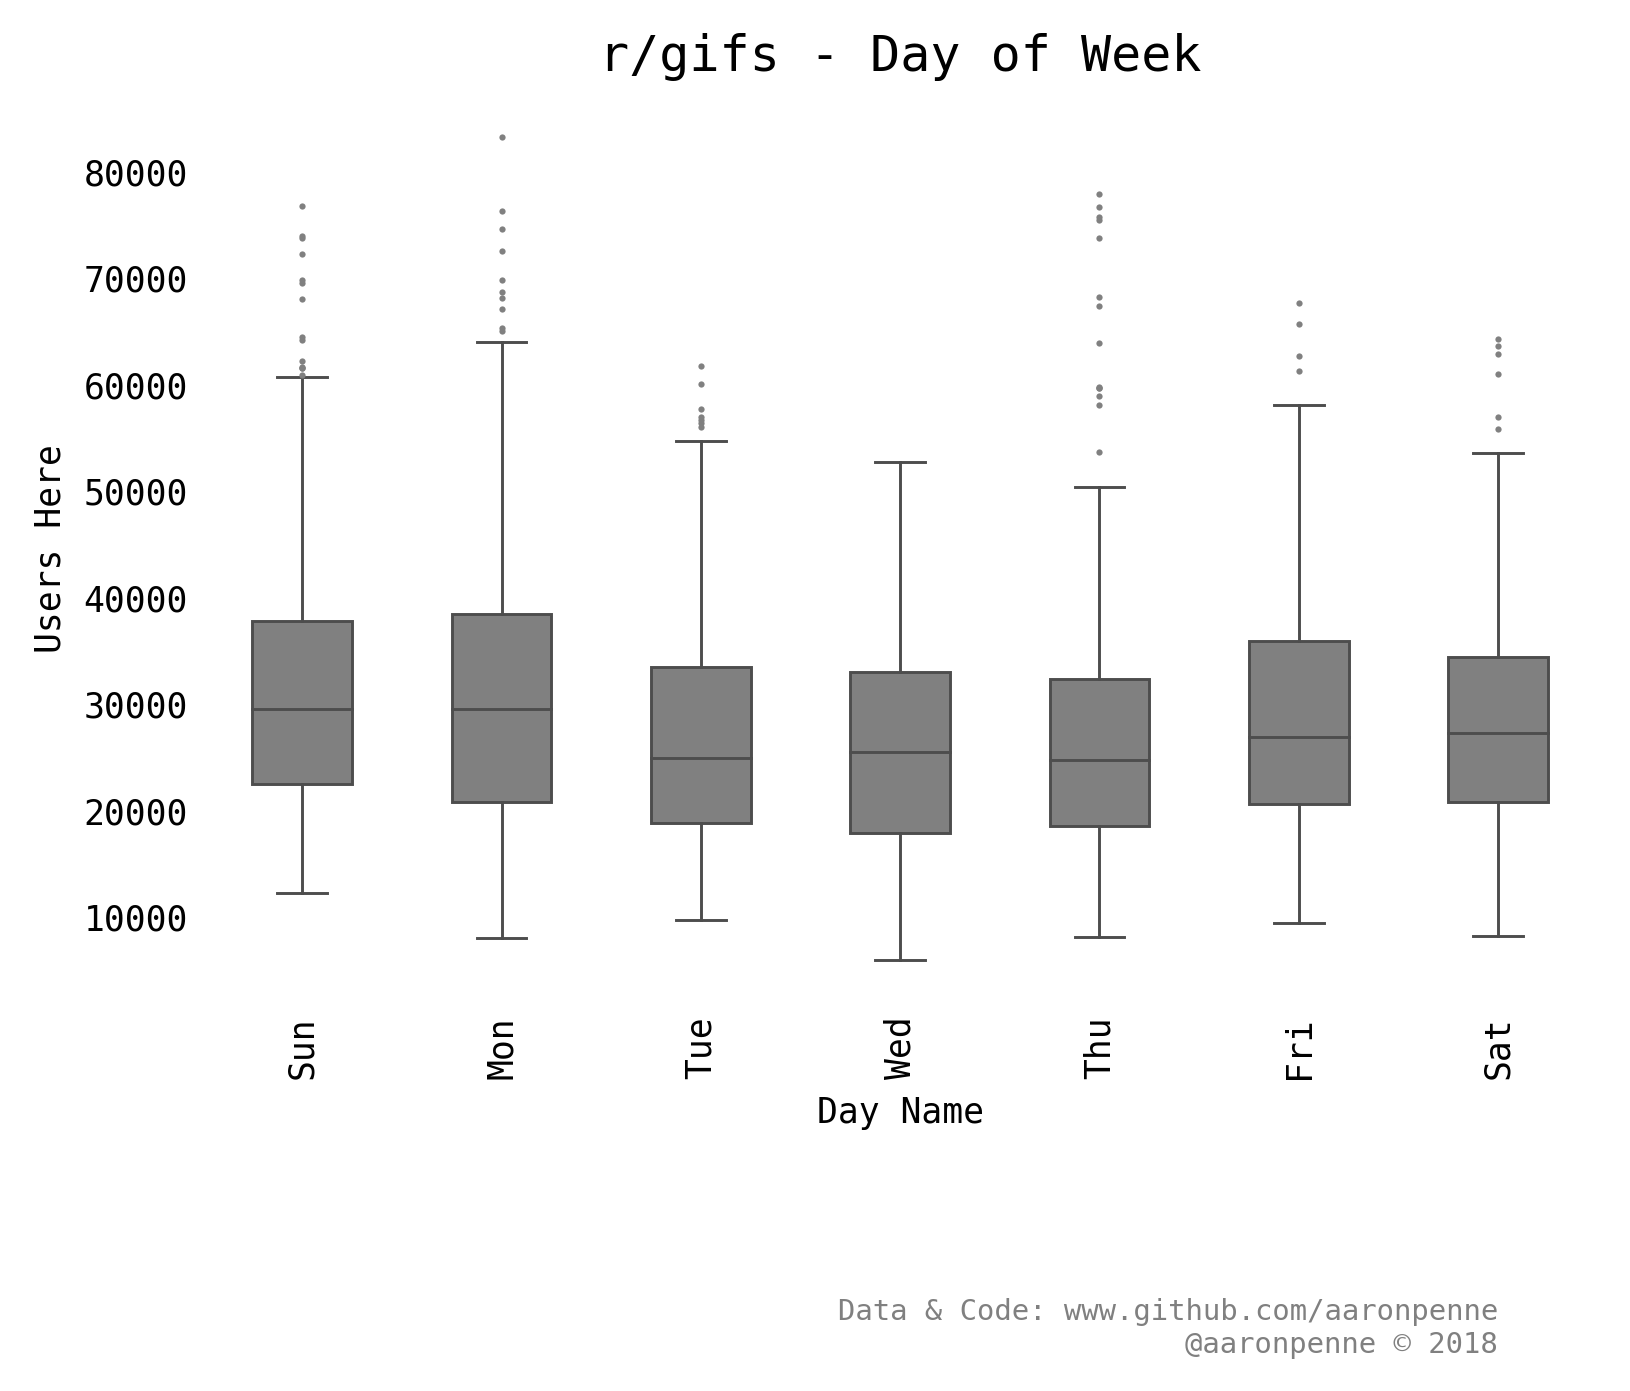 r/gifs - Day of Week
80000
70000
60000
50000
40000
30000
20000
10000
Users Here
Sun
Mon
Tue
Wed
Thu
Fri
Sat
Day Name
Data & Code: www.github.com/aaronpenne
@aaronpenne © 2018